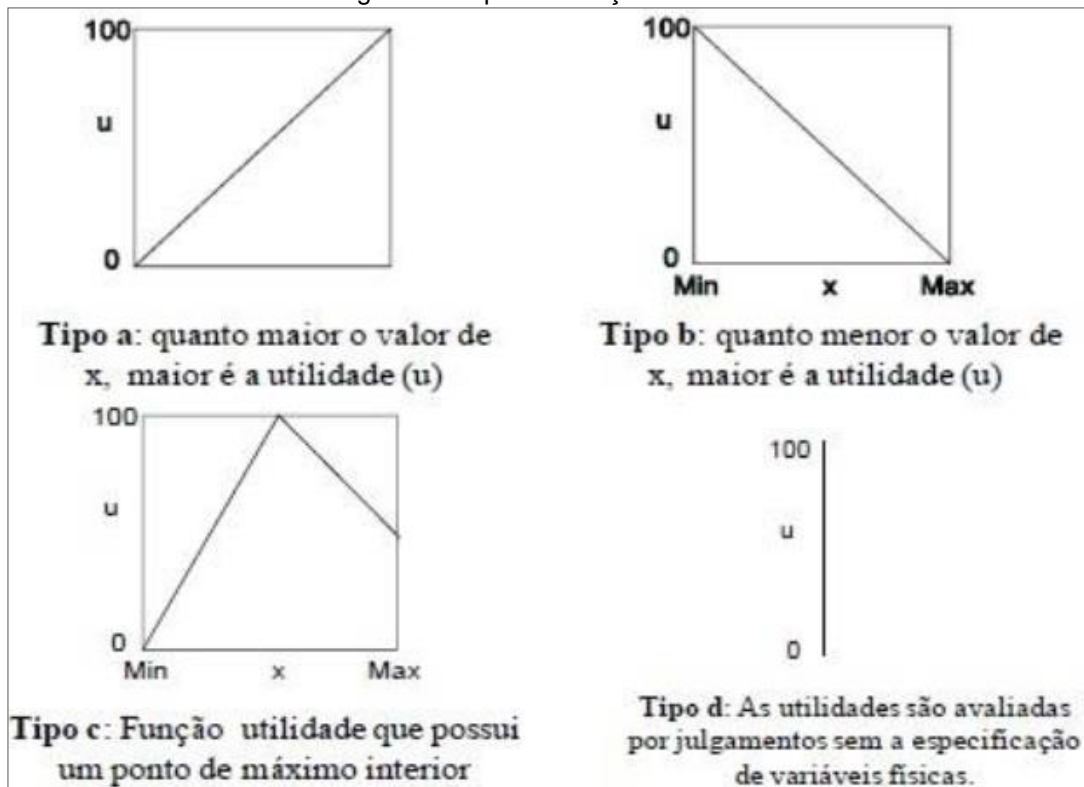 100
u
0
Tipo a: quanto maior o valor de
x, maior é a utilidade (u)
100
u
0
Min x Max
Tipo b: quanto menor o valor de
x, maior é a utilidade (u)
100
u
0
Min x Max
Tipo c: Função utilidade que possui
um ponto de máximo interior
100
u
0
Tipo d: As utilidades são avaliadas
por julgamentos sem a especificação
de variáveis físicas.